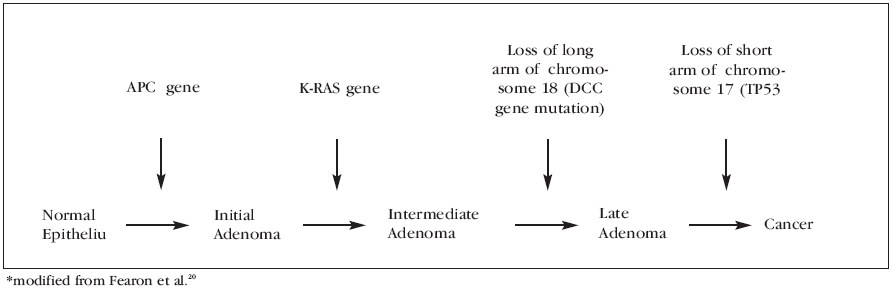 APC gene
K-RAS gene
Loss of long
arm of chromo-
some 18 (DCC
gene mutation)
Loss of short
arm of chromo-
some 17 (TP53
Normal
Epitheliu
Initial
Adenoma
Intermediate
Adenoma
Late
Adenoma
Cancer
*modified from Fearon et al.²⁰